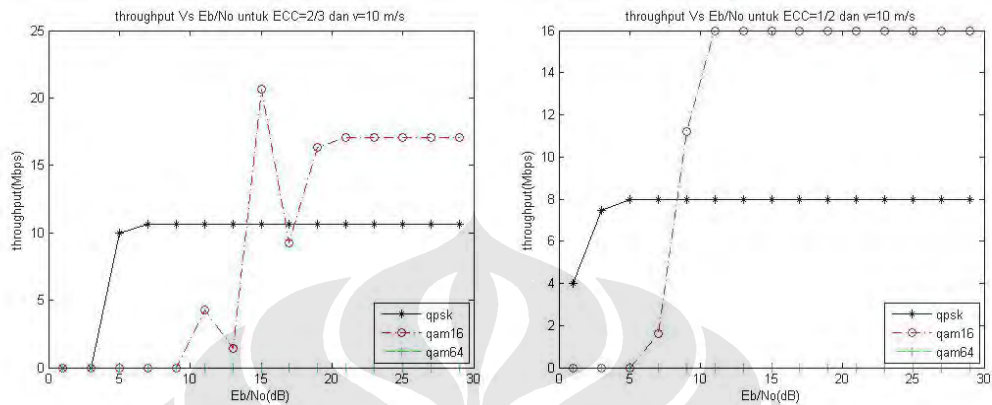 throughput Vs Eb/No untuk ECC=2/3 dan v=10 m/s
25
20
15
10
5
0
throughput(Mbps)
0 5 10 15 20 25 30
Eb/No(dB)
qpsk
qam16
qam64
throughput Vs Eb/No untuk ECC=1/2 dan v=10 m/s
16
14
12
10
8
6
4
2
0
throughput(Mbps)
0 5 10 15 20 25 30
Eb/No(dB)
qpsk
qam16
qam64